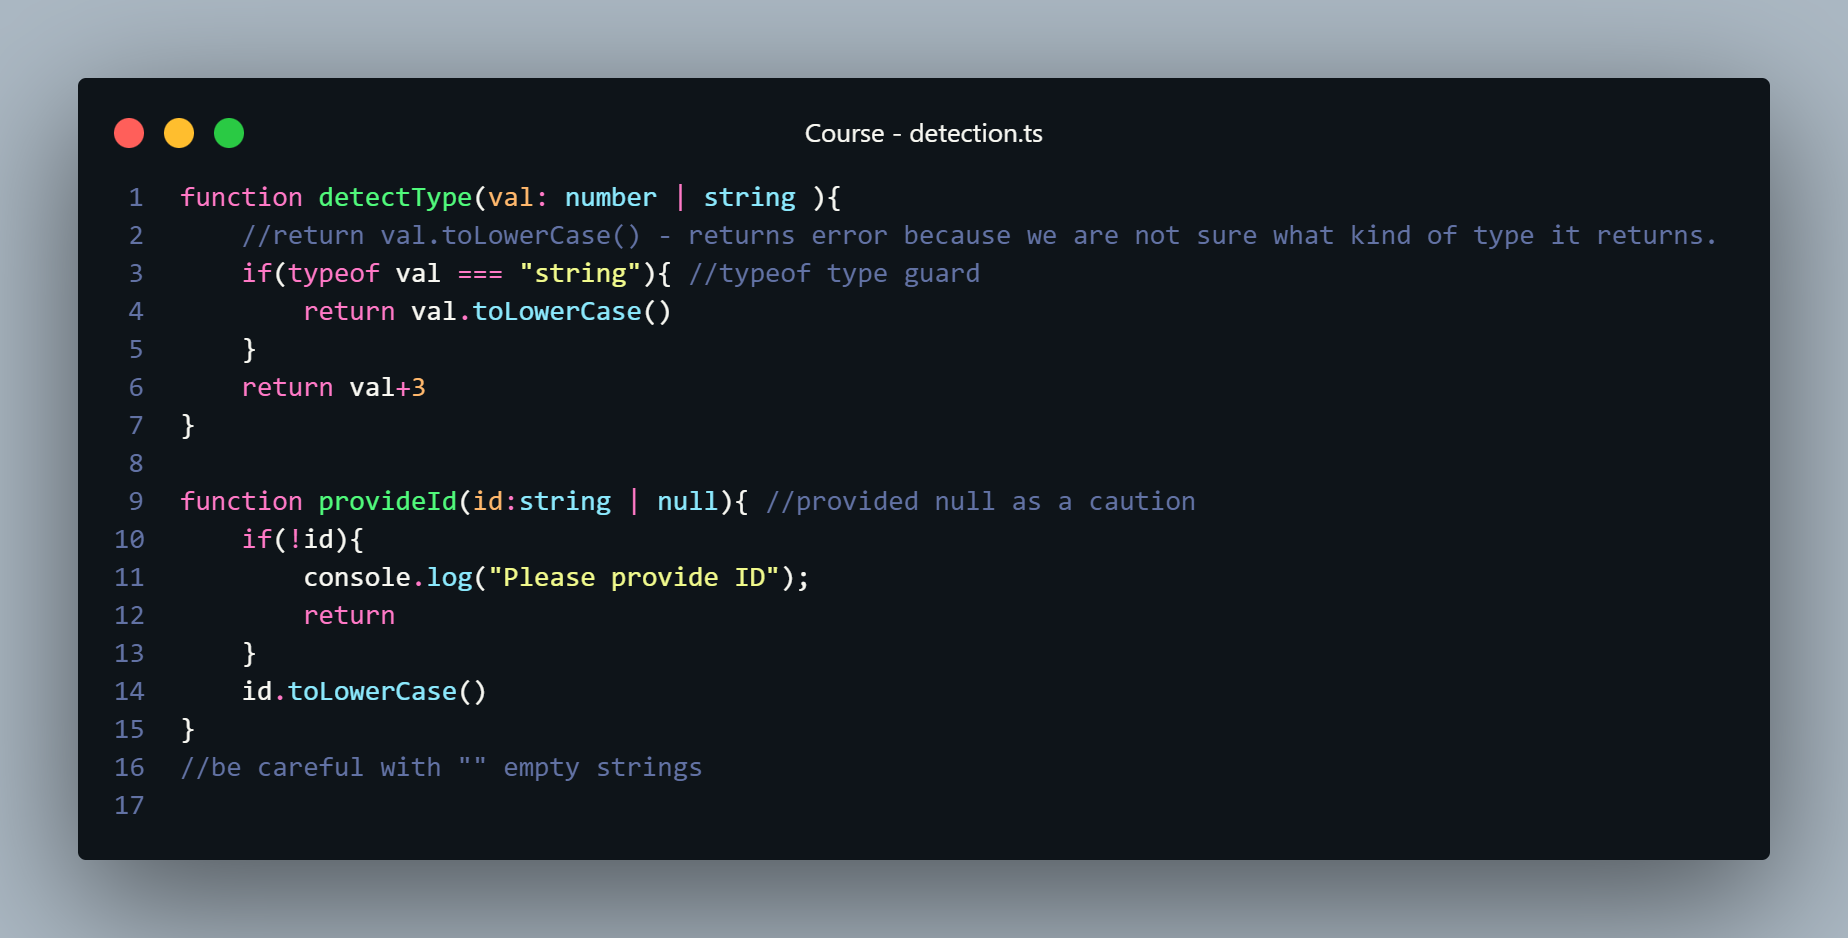 Course - detection.ts
1 function detectType(val: number | string ){
2     //return val.toLowerCase() - returns error because we are not sure what kind of type it returns.
3     if(typeof val === "string"){ //typeof type guard
4         return val.toLowerCase()
5     }
6     return val+3
7 }
8
9 function provideId(id:string | null){ //provided null as a caution
10     if(!id){
11         console.log("Please provide ID");
12         return
13     }
14     id.toLowerCase()
15 }
16 //be careful with "" empty strings
17